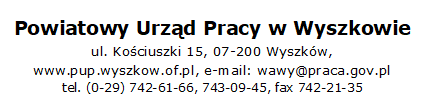 Powiatowy Urząd Pracy w Wyszkowie
ul. Kościuszki 15, 07-200 Wyszków,
www.pup.wyszkow.of.pl, e-mail: wawy@praca.gov.pl
tel. (0-29) 742-61-66, 743-09-45, fax 742-21-35